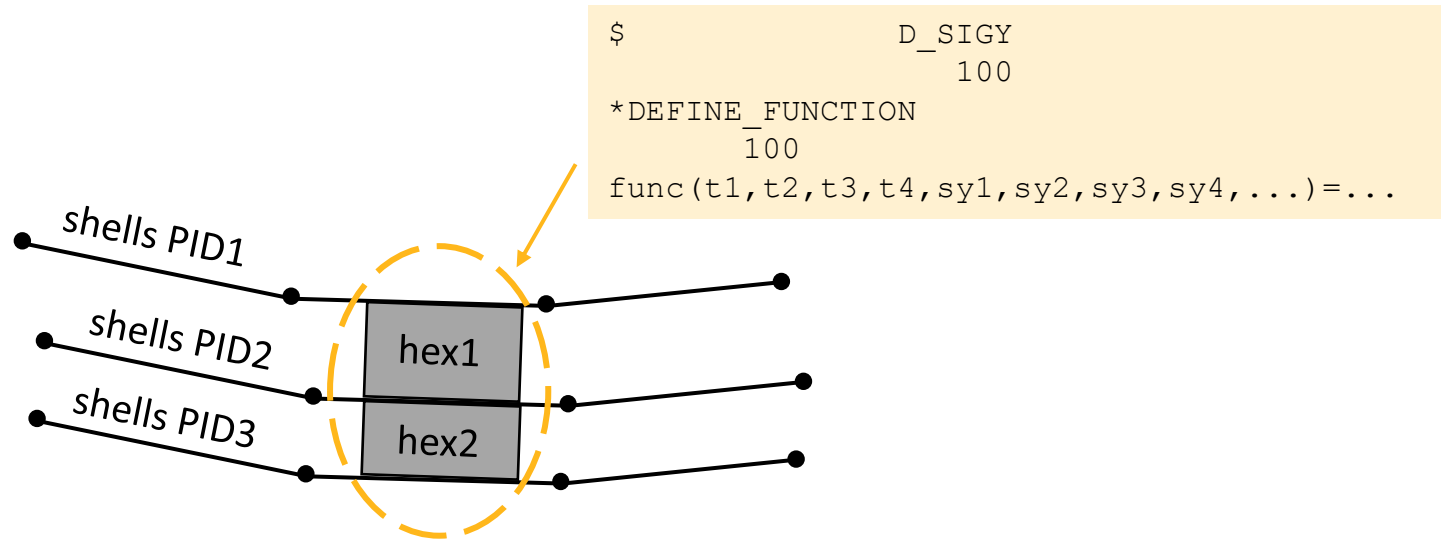 $ D_SIGY
100
*DEFINE_FUNCTION
100
func(t1,t2,t3,t4,sy1,sy2,sy3,sy4,...)=...
shells PID1
shells PID2
shells PID3
hex1
hex2